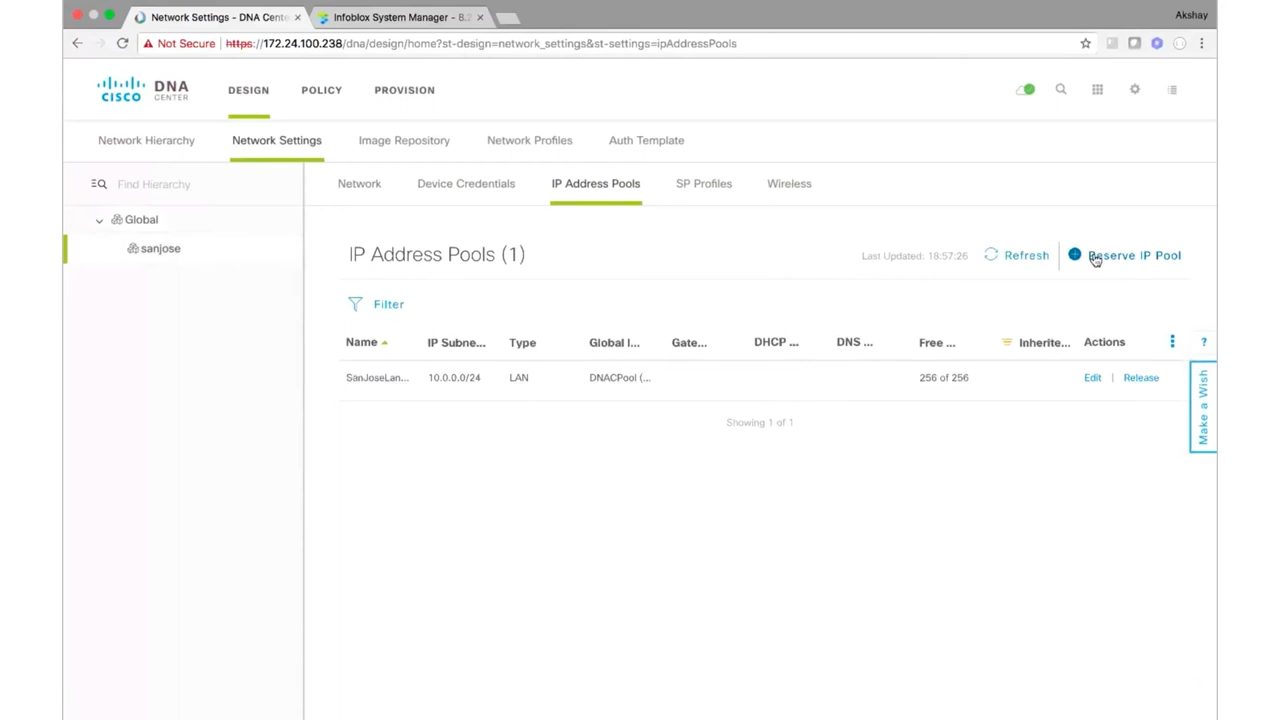 Network Settings - DNA Cente
Infoblox System Manager - 8.2
Akshay
Not Secure https://172.24.100.238/dna/design/home?st-design=network_settings&st-settings=ipAddressPools
CISCO DNA CENTER
DESIGN POLICY PROVISION
Network Hierarchy Network Settings Image Repository Network Profiles Auth Template
Find Hierarchy
Global
sanjose
Network Device Credentials IP Address Pools SP Profiles Wireless
IP Address Pools (1)
Last Updated: 18:57:26 Refresh Reserve IP Pool
Filter
Name IP Subne... Type Global I... Gate... DHCP ... DNS ... Free ... Inherite... Actions ?
SanJoseLan... 10.0.0.0/24 LAN DNACPool (... 256 of 256 Edit | Release
Showing 1 of 1
Make a Wish